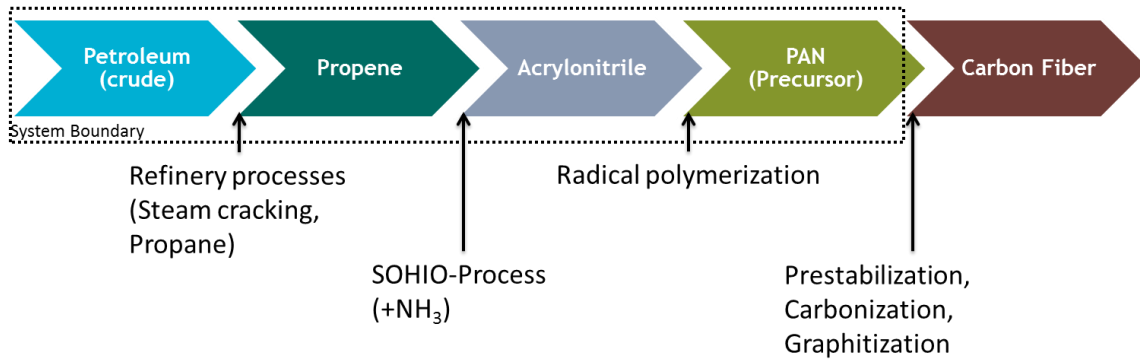 Petroleum
(crude)
Propene
Acrylonitrile
PAN
(Precursor)
Carbon Fiber
System Boundary
Refinery processes
(Steam cracking,
Propane)
Radical polymerization
SOHIO-Process
(+NH₃)
Prestabilization,
Carbonization,
Graphitization